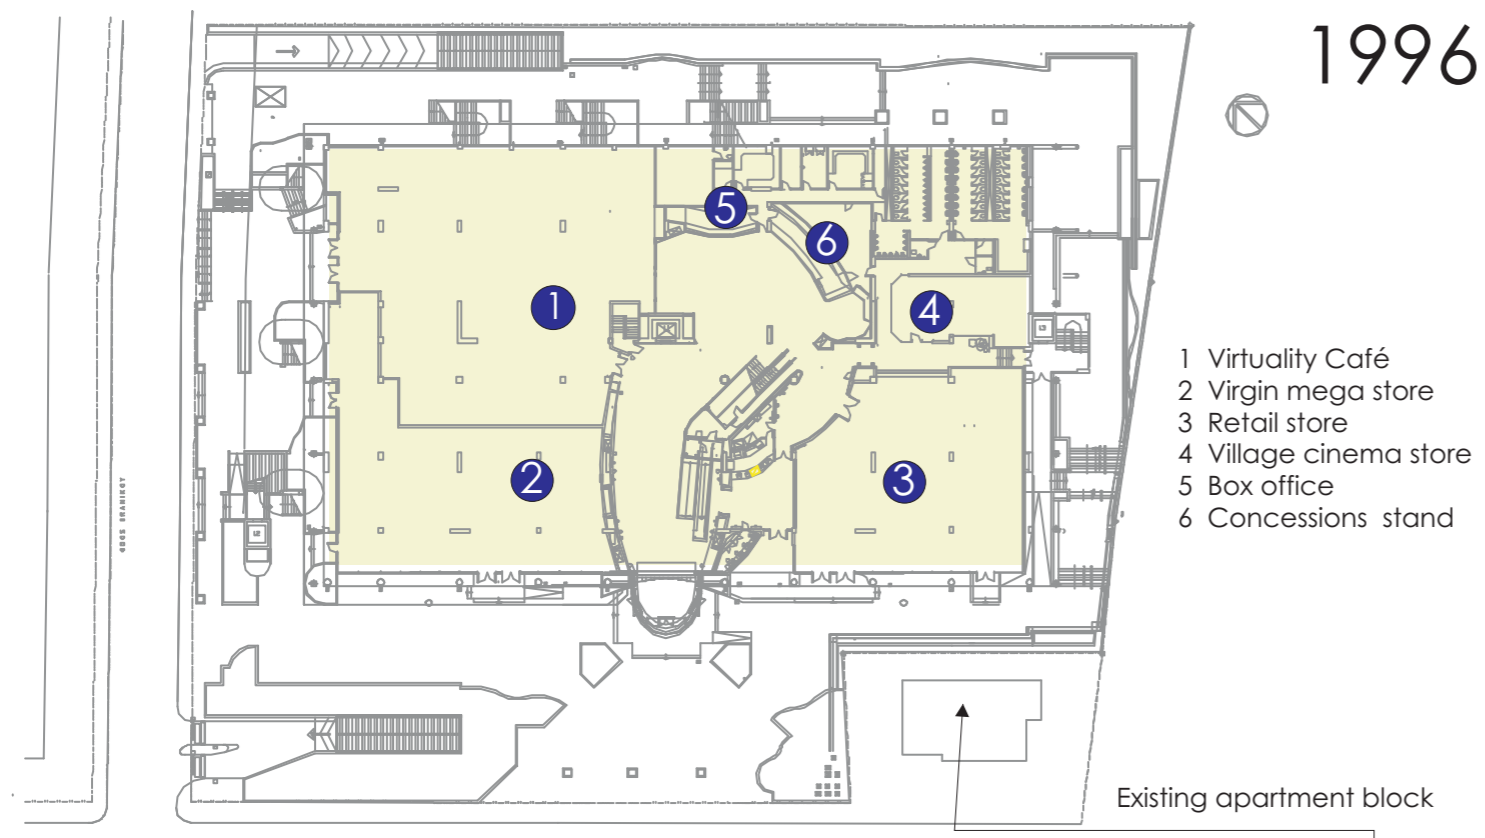 1996
5
6
1
4
2
3
1 Virtuality Café
2 Virgin mega store
3 Retail store
4 Village cinema store
5 Box office
6 Concessions stand
Existing apartment block